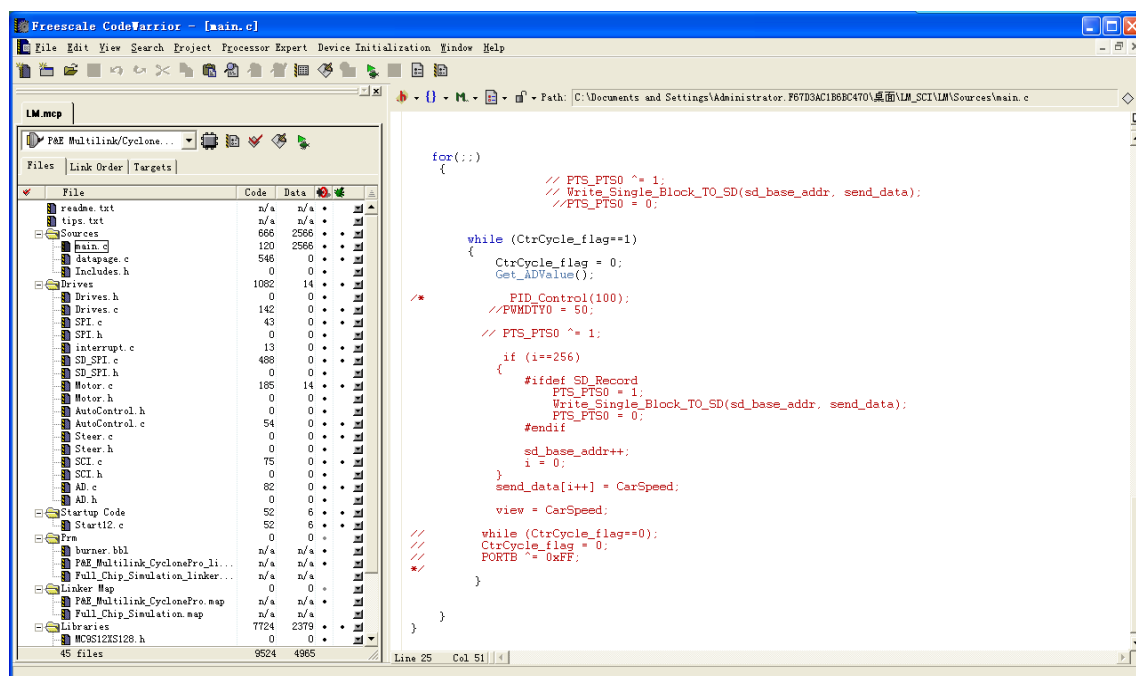 Freescale CodeWarrior - [main.c]
File Edit View Search Project Processor Expert Device Initialization Window Help
Path: C:\Documents and Settings\Administrator.F67D3AC1B6BC470\桌面\LM_SCI\LM\Sources\main.c
LM.mcp
P&E Multilink/Cyclone...
Files Link Order Targets
File Code Data
readme.txt n/a n/a
tips.txt n/a n/a
Sources 666 2566
main.c 120 2566
datapage.c 546 0
Includes.h 0 0
Drives 1082 14
Drives.h 0 0
Drives.c 142 0
SPI.c 43 0
SPI.h 0 0
interrupt.c 13 0
SD_SPI.c 488 0
SD_SPI.h 0 0
Motor.c 185 14
Motor.h 0 0
AutoControl.h 0 0
AutoControl.c 54 0
Steer.c 0 0
Steer.h 0 0
SCI.c 75 0
SCI.h 0 0
AD.c 82 0
AD.h 0 0
Startup Code 52 6
Start12.c 52 6
Prm 0 0
burner.bbl n/a n/a
P&E_Multilink_CyclonePro_li... n/a n/a
Full_Chip_Simulation_linker... n/a n/a
Linker Map 0 0
P&E_Multilink_CyclonePro.map n/a n/a
Full_Chip_Simulation.map n/a n/a
Libraries 7724 2379
MC9S12XS128.h 0 0
45 files 9524 4965
for(;;)
{
// PTS_PTS0 ^= 1;
// Write_Single_Block_TO_SD(sd_base_addr, send_data);
//PTS_PTS0 = 0;
while (CtrCycle_flag==1)
{
CtrCycle_flag = 0;
Get_ADValue();
/* PID_Control(100);
//PWMDTY0 = 50;
// PTS_PTS0 ^= 1;
if (i==256)
{
#ifdef SD_Record
PTS_PTS0 = 1;
Write_Single_Block_TO_SD(sd_base_addr, send_data);
PTS_PTS0 = 0;
#endif
sd_base_addr++;
i = 0;
}
send_data[i++] = CarSpeed;
view = CarSpeed;
// while (CtrCycle_flag==0);
// CtrCycle_flag = 0;
// PORTB ^= 0xFF;
*/
}
}
}
Line 25 Col 51